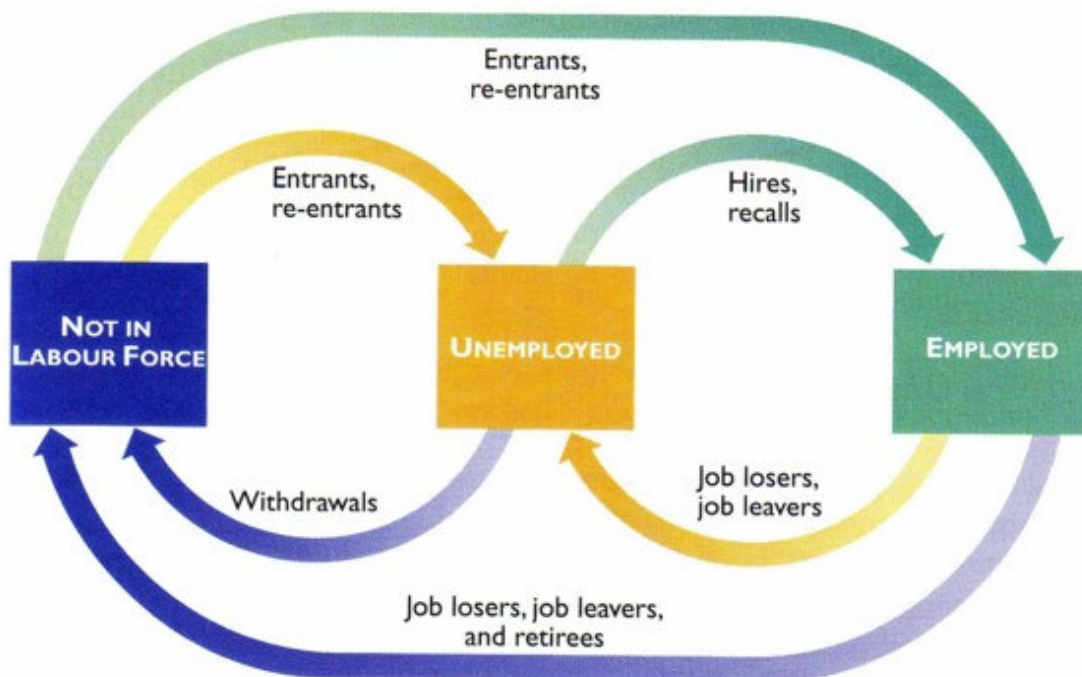 Entrants,
re-entrants
Entrants,
re-entrants
Hires,
recalls
NOT IN
LABOUR FORCE
UNEMPLOYED
EMPLOYED
Withdrawals
Job losers,
job leavers
Job losers, job leavers,
and retirees